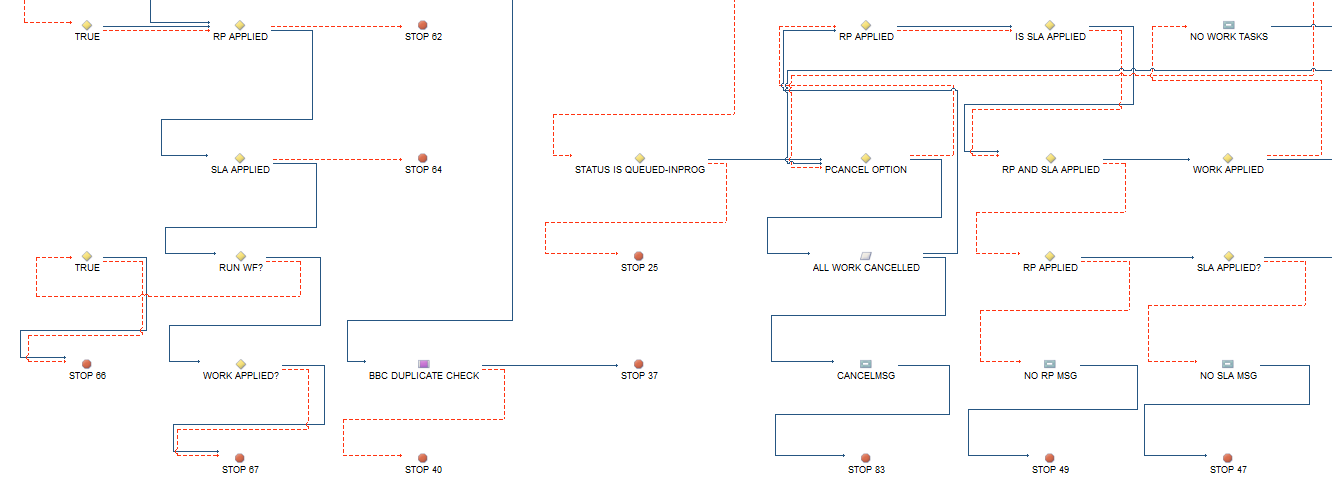 TRUE
RP APPLIED
STOP 62
RP APPLIED
IS SLA APPLIED
NO WORK TASKS
SLA APPLIED
STOP 64
STATUS IS QUEUED-INPROG
PCANCEL OPTION
RP AND SLA APPLIED
WORK APPLIED
TRUE
RUN WF?
STOP 25
ALL WORK CANCELLED
RP APPLIED
SLA APPLIED?
STOP 66
WORK APPLIED?
BBC DUPLICATE CHECK
STOP 37
CANCELMSG
NO RP MSG
NO SLA MSG
STOP 67
STOP 40
STOP 83
STOP 49
STOP 47